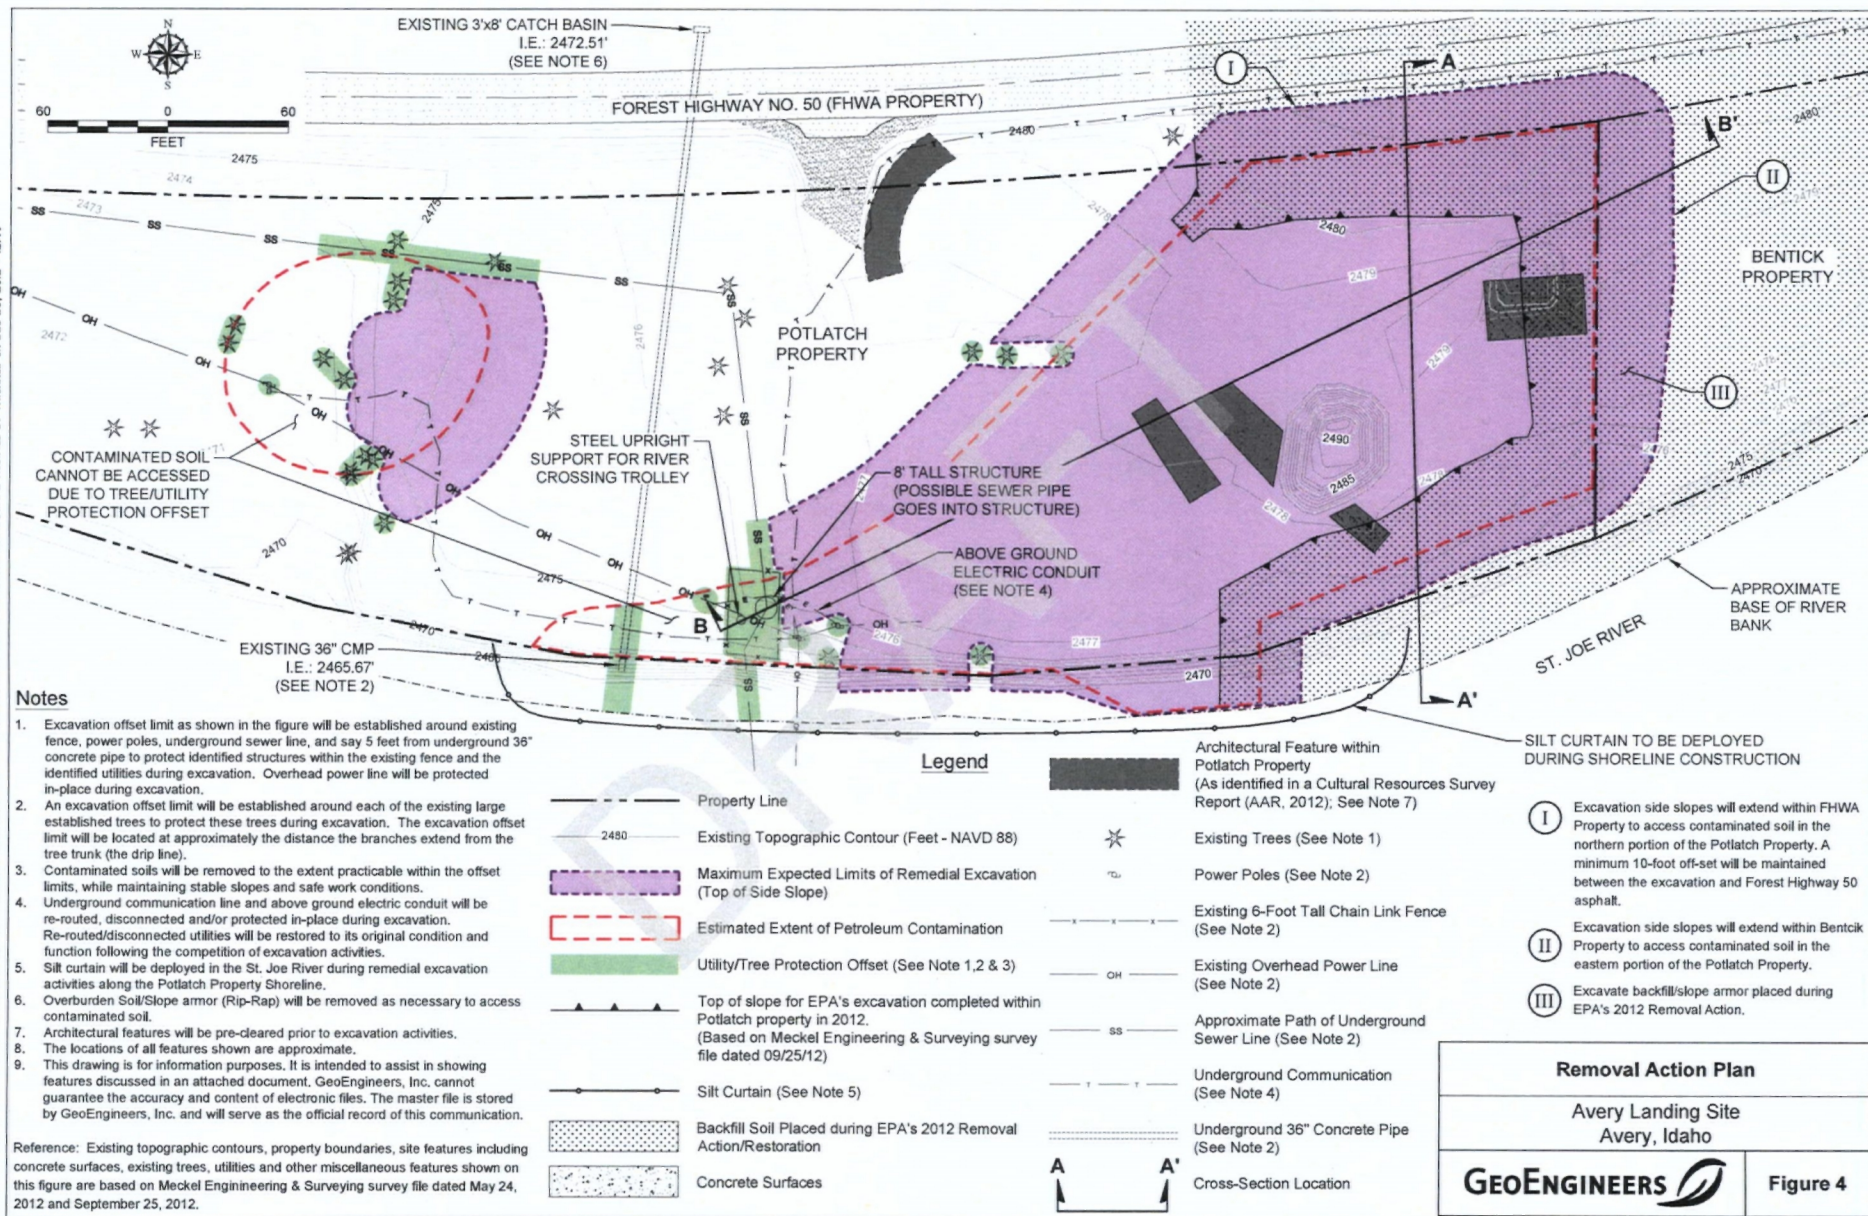 EXISTING 3'x8' CATCH BASIN
I.E.: 2472.51'
(SEE NOTE 6)
N
W
E
S
60
0
60
FEET
FOREST HIGHWAY NO. 50 (FHWA PROPERTY)
I
A
B'
II
III
BENTICK
PROPERTY
POTLATCH
PROPERTY
2475
2474
2473
2472
2475
2475
2476
2480
2480
2480
2479
2479
2478
2490
2485
2478
2475
2470
CONTAMINATED SOIL
CANNOT BE ACCESSED
DUE TO TREE/UTILITY
PROTECTION OFFSET
STEEL UPRIGHT
SUPPORT FOR RIVER
CROSSING TROLLEY
8' TALL STRUCTURE
(POSSIBLE SEWER PIPE
GOES INTO STRUCTURE)
ABOVE GROUND
ELECTRIC CONDUIT
(SEE NOTE 4)
APPROXIMATE
BASE OF RIVER
BANK
ST. JOE RIVER
2470
2475
2470
2478
2477
2470
B
EXISTING 36" CMP
I.E.: 2465.67'
(SEE NOTE 2)
A'
SILT CURTAIN TO BE DEPLOYED
DURING SHORELINE CONSTRUCTION
DRAFT
Notes
1. Excavation offset limit as shown in the figure will be established around existing
fence, power poles, underground sewer line, and say 5 feet from underground 36"
concrete pipe to protect identified structures within the existing fence and the
identified utilities during excavation. Overhead power line will be protected
in-place during excavation.
2. An excavation offset limit will be established around each of the existing large
established trees to protect these trees during excavation. The excavation offset
limit will be located at approximately the distance the branches extend from the
tree trunk (the drip line).
3. Contaminated soils will be removed to the extent practicable within the offset
limits, while maintaining stable slopes and safe work conditions.
4. Underground communication line and above ground electric conduit will be
re-routed, disconnected and/or protected in-place during excavation.
Re-routed/disconnected utilities will be restored to its original condition and
function following the competition of excavation activities.
5. Silt curtain will be deployed in the St. Joe River during remedial excavation
activities along the Potlatch Property Shoreline.
6. Overburden Soil/Slope armor (Rip-Rap) will be removed as necessary to access
contaminated soil.
7. Architectural features will be pre-cleared prior to excavation activities.
8. The locations of all features shown are approximate.
9. This drawing is for information purposes. It is intended to assist in showing
features discussed in an attached document. GeoEngineers, Inc. cannot
guarantee the accuracy and content of electronic files. The master file is stored
by GeoEngineers, Inc. and will serve as the official record of this communication.
Reference: Existing topographic contours, property boundaries, site features including
concrete surfaces, existing trees, utilities and other miscellaneous features shown on
this figure are based on Meckel Enginineering & Surveying survey file dated May 24,
2012 and September 25, 2012.
Legend
Property Line
2480
Existing Topographic Contour (Feet - NAVD 88)
Maximum Expected Limits of Remedial Excavation
(Top of Side Slope)
Estimated Extent of Petroleum Contamination
Utility/Tree Protection Offset (See Note 1,2 & 3)
Top of slope for EPA's excavation completed within
Potlatch property in 2012.
(Based on Meckel Engineering & Surveying survey
file dated 09/25/12)
Silt Curtain (See Note 5)
Backfill Soil Placed during EPA's 2012 Removal
Action/Restoration
Concrete Surfaces
Architectural Feature within
Potlatch Property
(As identified in a Cultural Resources Survey
Report (AAR, 2012); See Note 7)
Existing Trees (See Note 1)
Power Poles (See Note 2)
x x x
Existing 6-Foot Tall Chain Link Fence
(See Note 2)
OH
Existing Overhead Power Line
(See Note 2)
SS
Approximate Path of Underground
Sewer Line (See Note 2)
T T T
Underground Communication
(See Note 4)
Underground 36" Concrete Pipe
(See Note 2)
A A'
Cross-Section Location
I
Excavation side slopes will extend within FHWA
Property to access contaminated soil in the
northern portion of the Potlatch Property. A
minimum 10-foot off-set will be maintained
between the excavation and Forest Highway 50
asphalt.
II
Excavation side slopes will extend within Bentcik
Property to access contaminated soil in the
eastern portion of the Potlatch Property.
III
Excavate backfill/slope armor placed during
EPA's 2012 Removal Action.
Removal Action Plan
Avery Landing Site
Avery, Idaho
GEOENGINEERS
Figure 4